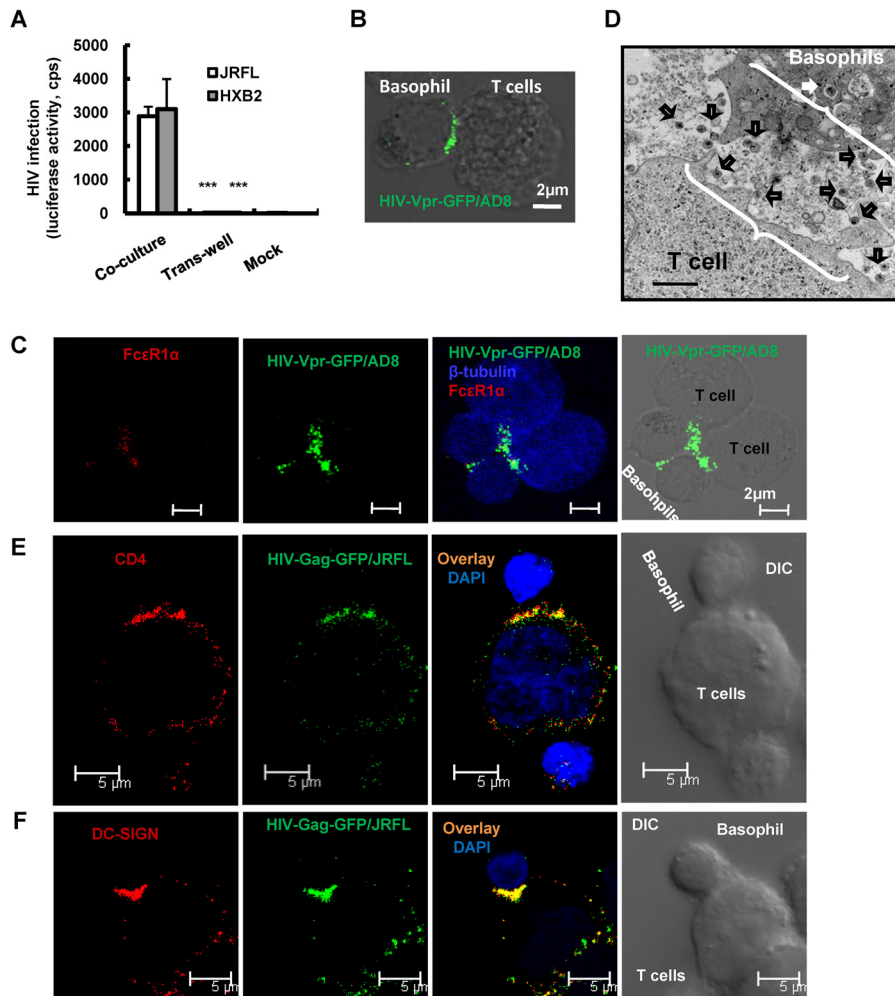 A
HIV infection
(luciferase activity, cps)
5000
4000
3000
2000
1000
0
JRFL
HXB2
*** ***
Co-culture
Trans-well
Mock
B
Basophil T cells
HIV-Vpr-GFP/AD8
2μm
D
Basophils
T cell
C
FcεR1α
HIV-Vpr-GFP/AD8
HIV-Vpr-GFP/AD8
β-tubulin
FcεR1α
HIV-Vpr-GFP/AD8
T cell
T cell
Basohpils
2μm
E
CD4
5 μm
HIV-Gag-GFP/JRFL
5 μm
Overlay
DAPI
5 μm
Basophil
DIC
T cells
5 μm
F
DC-SIGN
5 μm
HIV-Gag-GFP/JRFL
5 μm
Overlay
DAPI
5 μm
DIC Basophil
T cells
5 μm